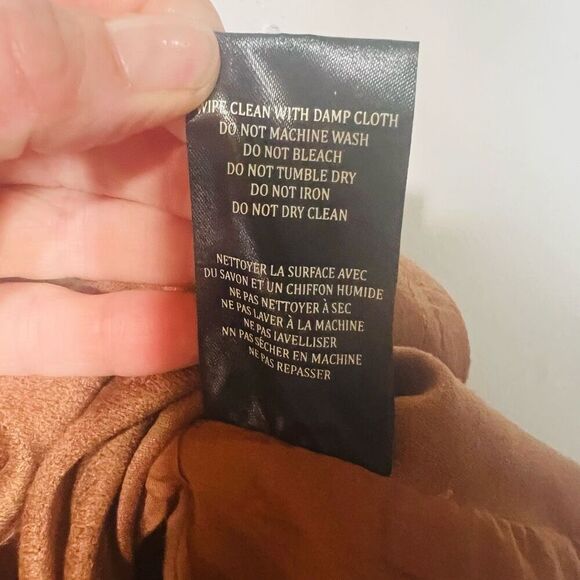 WIPE CLEAN WITH DAMP CLOTH
DO NOT MACHINE WASH
DO NOT BLEACH
DO NOT TUMBLE DRY
DO NOT IRON
DO NOT DRY CLEAN
NETTOYER LA SURFACE AVEC
DU SAVON ET UN CHIFFON HUMIDE
NE PAS NETTOYER À SEC
NE PAS LAVER À LA MACHINE
NE PAS IAVELLISER
NN PAS SÉCHER EN MACHINE
NE PAS REPASSER